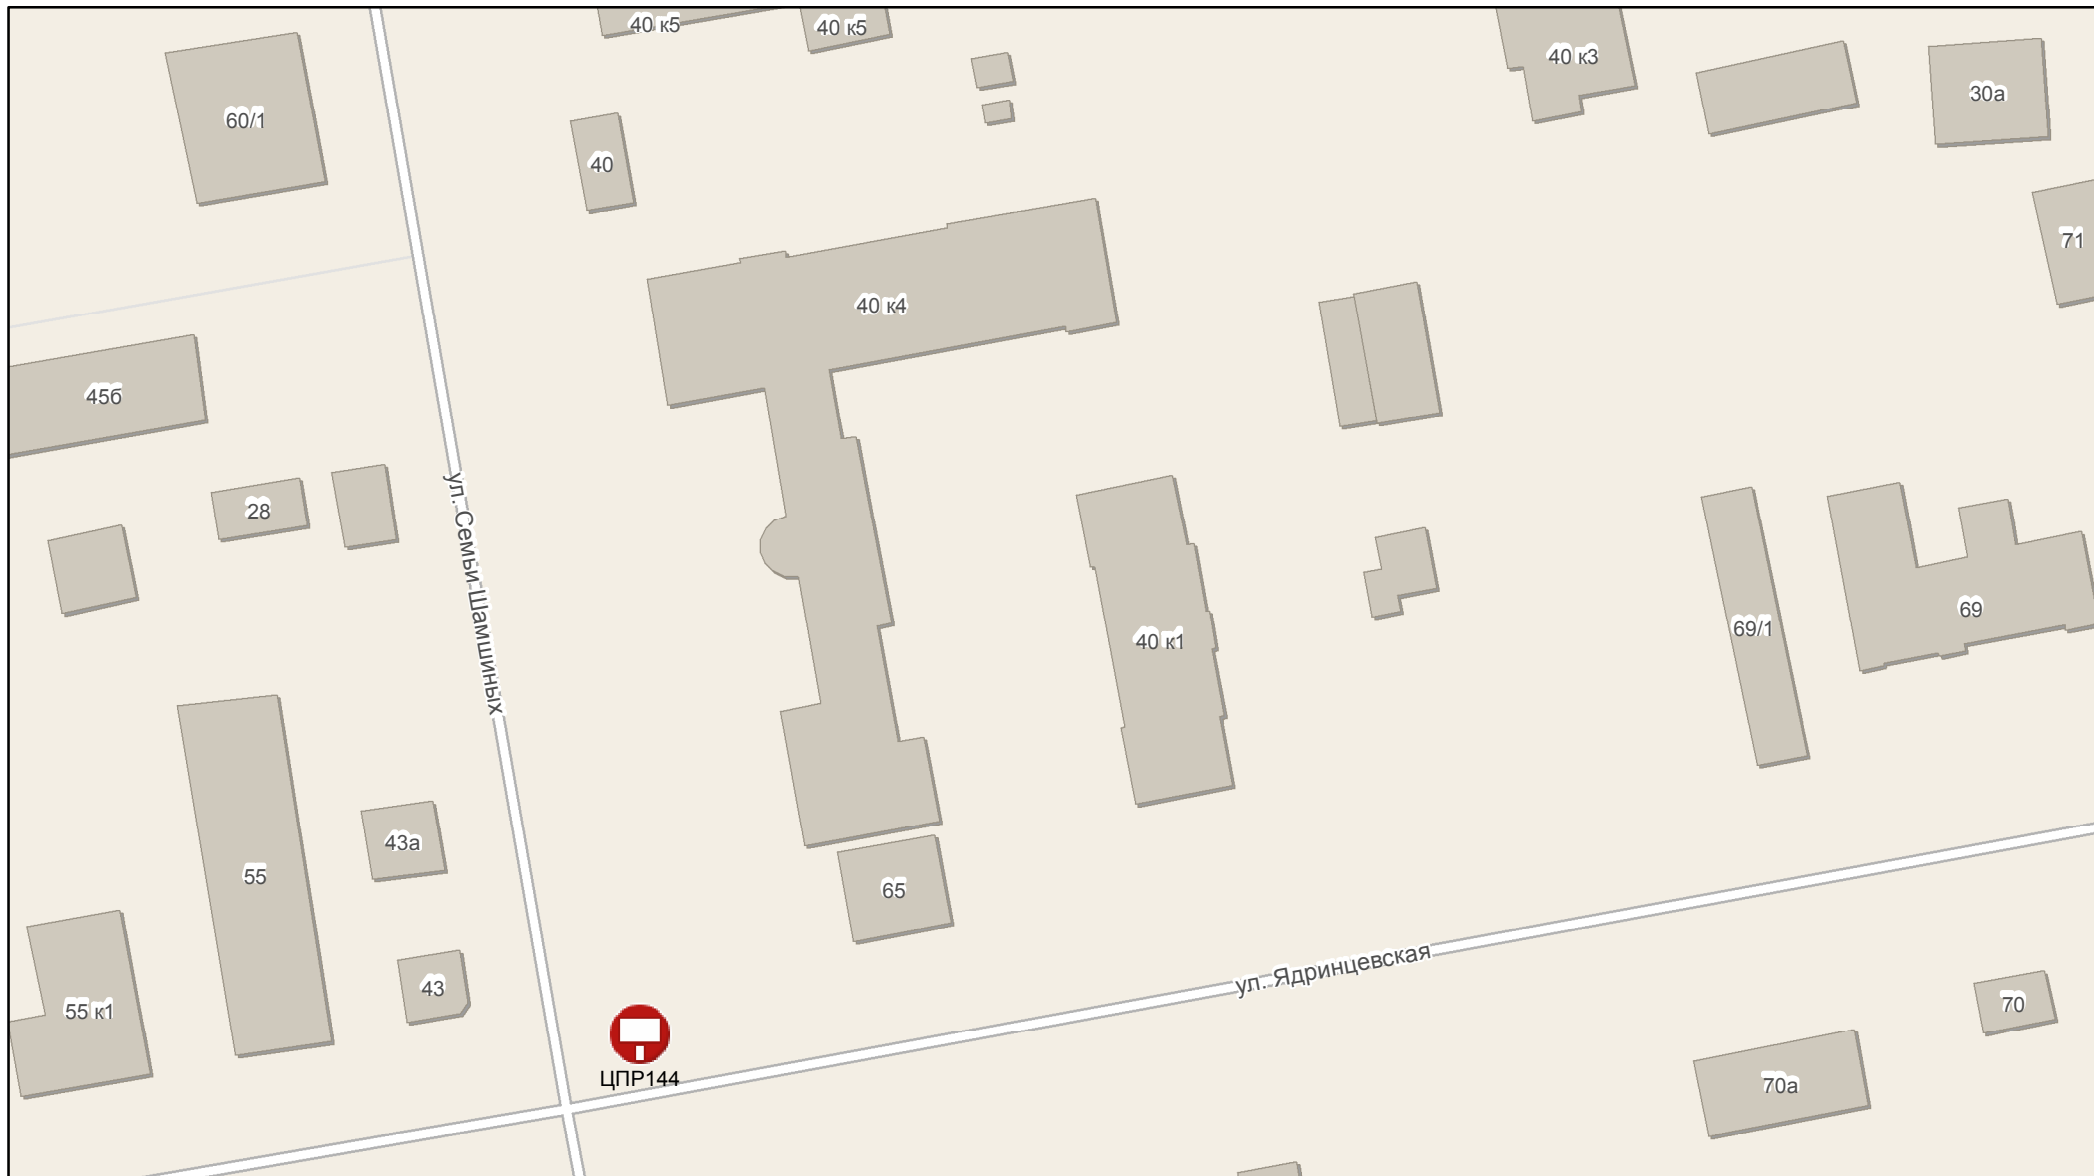 40 к5
40 к5
40 к3
30а
60/1
40
71
40 к4
45б
28
ул. Семьи Шамшиных
69
69/1
40 к1
43а
55
65
ул. Ядринцевская
43
70
55 к1
ЦПР144
70а